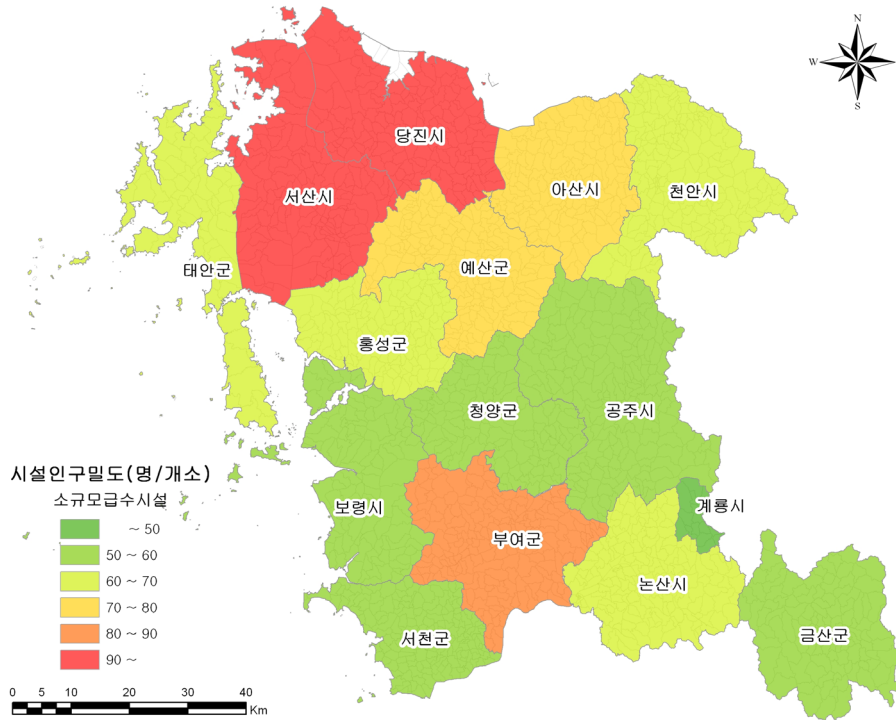 N
W
E
S
당진시
서산시
아산시
천안시
예산군
태안군
홍성군
청양군
공주시
계룡시
보령시
부여군
논산시
서천군
금산군
시설인구밀도(명/개소)
소규모급수시설
~ 50
50 ~ 60
60 ~ 70
70 ~ 80
80 ~ 90
90 ~
0 5 10 20 30 40
Km